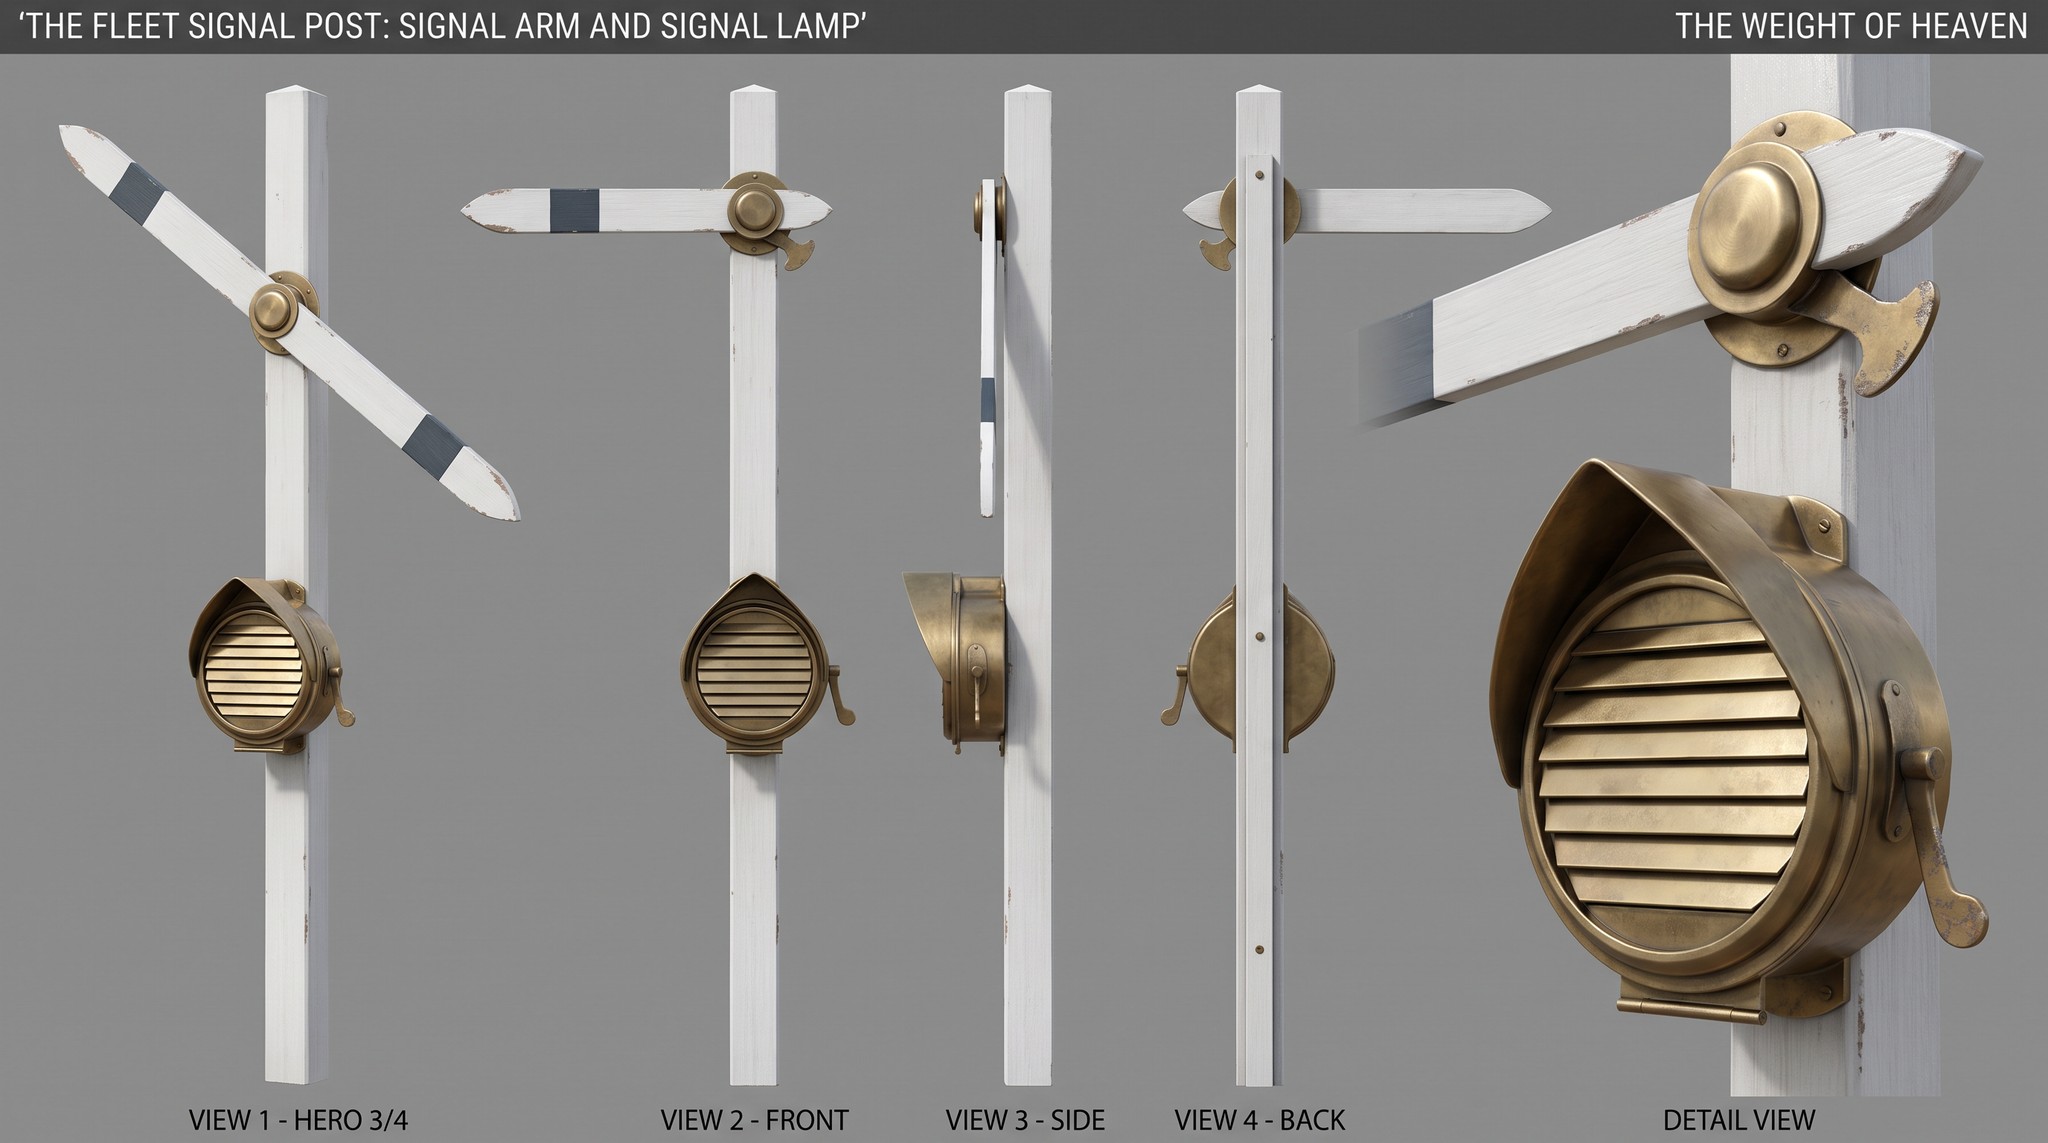 ‘THE FLEET SIGNAL POST: SIGNAL ARM AND SIGNAL LAMP’
THE WEIGHT OF HEAVEN
VIEW 1 - HERO 3/4
VIEW 2 - FRONT
VIEW 3 - SIDE
VIEW 4 - BACK
DETAIL VIEW